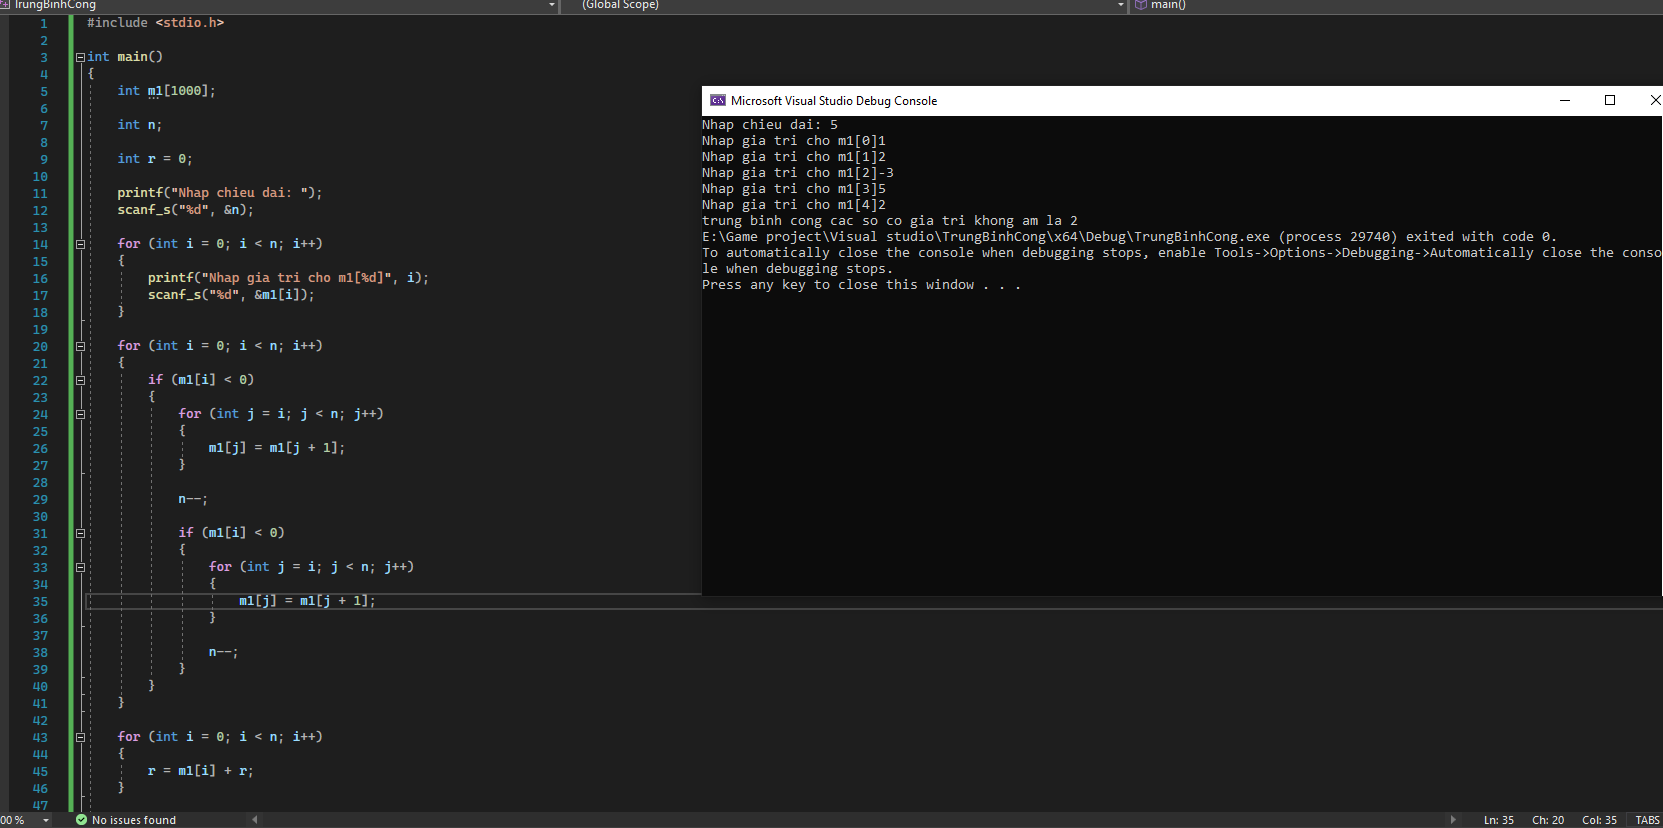 TrungBinhCong (Global Scope) main()
1 #include <stdio.h>
2
3 int main()
4 {
5 int m1[1000];
6
7 int n;
8
9 int r = 0;
10
11 printf("Nhap chieu dai: ");
12 scanf_s("%d", &n);
13
14 for (int i = 0; i < n; i++)
15 {
16 printf("Nhap gia tri cho m1[%d]", i);
17 scanf_s("%d", &m1[i]);
18 }
19
20 for (int i = 0; i < n; i++)
21 {
22 if (m1[i] < 0)
23 {
24 for (int j = i; j < n; j++)
25 {
26 m1[j] = m1[j + 1];
27 }
28
29 n--;
30
31 if (m1[i] < 0)
32 {
33 for (int j = i; j < n; j++)
34 {
35 m1[j] = m1[j + 1];
36 }
37
38 n--;
39 }
40 }
41 }
42
43 for (int i = 0; i < n; i++)
44 {
45 r = m1[i] + r;
46 }
47
Microsoft Visual Studio Debug Console
Nhap chieu dai: 5
Nhap gia tri cho m1[0]1
Nhap gia tri cho m1[1]2
Nhap gia tri cho m1[2]-3
Nhap gia tri cho m1[3]5
Nhap gia tri cho m1[4]2
trung binh cong cac so co gia tri khong am la 2
E:\Game project\Visual studio\TrungBinhCong\x64\Debug\TrungBinhCong.exe (process 29740) exited with code 0.
To automatically close the console when debugging stops, enable Tools->Options->Debugging->Automatically close the conso
le when debugging stops.
Press any key to close this window . . .
00 % No issues found Ln: 35 Ch: 20 Col: 35 TABS